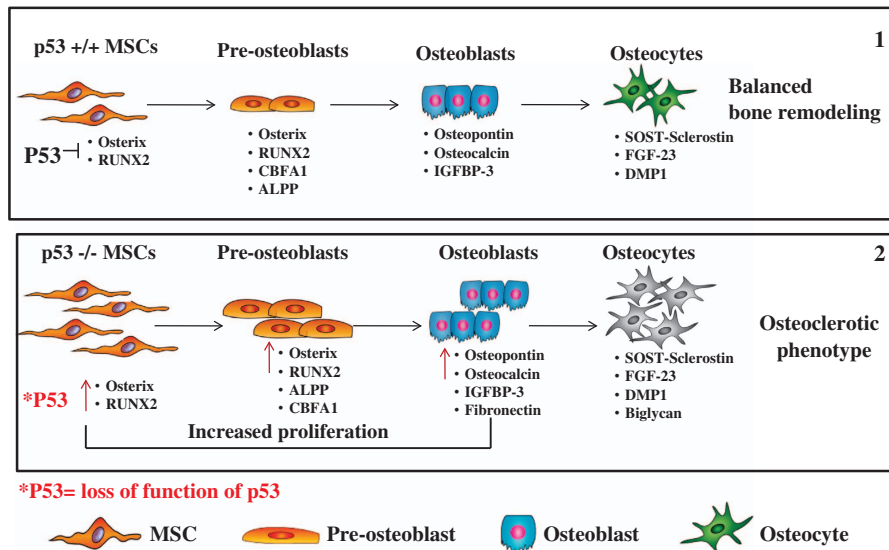 p53 +/+ MSCs
Pre-osteoblasts
Osteoblasts
Osteocytes
1
Balanced
bone remodeling
P53
• Osterix
• RUNX2
• Osterix
• RUNX2
• CBFA1
• ALPP
• Osteopontin
• Osteocalcin
• IGFBP-3
• SOST-Sclerostin
• FGF-23
• DMP1
p53 -/- MSCs
Pre-osteoblasts
Osteoblasts
Osteocytes
2
Osteoclerotic
phenotype
*P53
• Osterix
• RUNX2
• Osterix
• RUNX2
• ALPP
• CBFA1
• Osteopontin
• Osteocalcin
• IGFBP-3
• Fibronectin
• SOST-Sclerostin
• FGF-23
• DMP1
• Biglycan
Increased proliferation
*P53= loss of function of p53
MSC
Pre-osteoblast
Osteoblast
Osteocyte